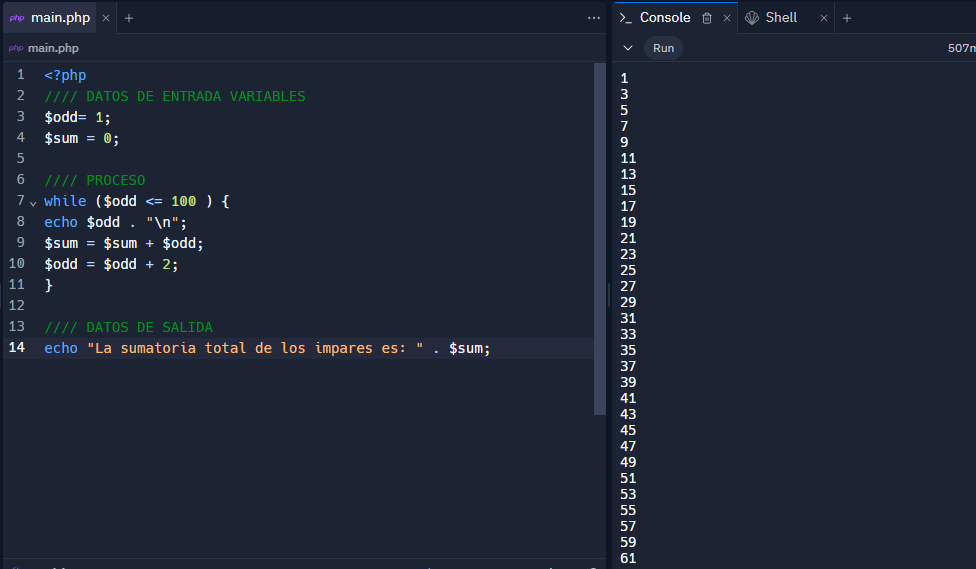 php main.php × +
php main.php
1 <?php
2 //// DATOS DE ENTRADA VARIABLES
3 $odd= 1;
4 $sum = 0;
5
6 //// PROCESO
7 while ($odd <= 100 ) {
8 echo $odd . "\n";
9 $sum = $sum + $odd;
10 $odd = $odd + 2;
11 }
12
13 //// DATOS DE SALIDA
14 echo "La sumatoria total de los impares es: " . $sum;
>_ Console × Shell × +
Run 507m
1
3
5
7
9
11
13
15
17
19
21
23
25
27
29
31
33
35
37
39
41
43
45
47
49
51
53
55
57
59
61